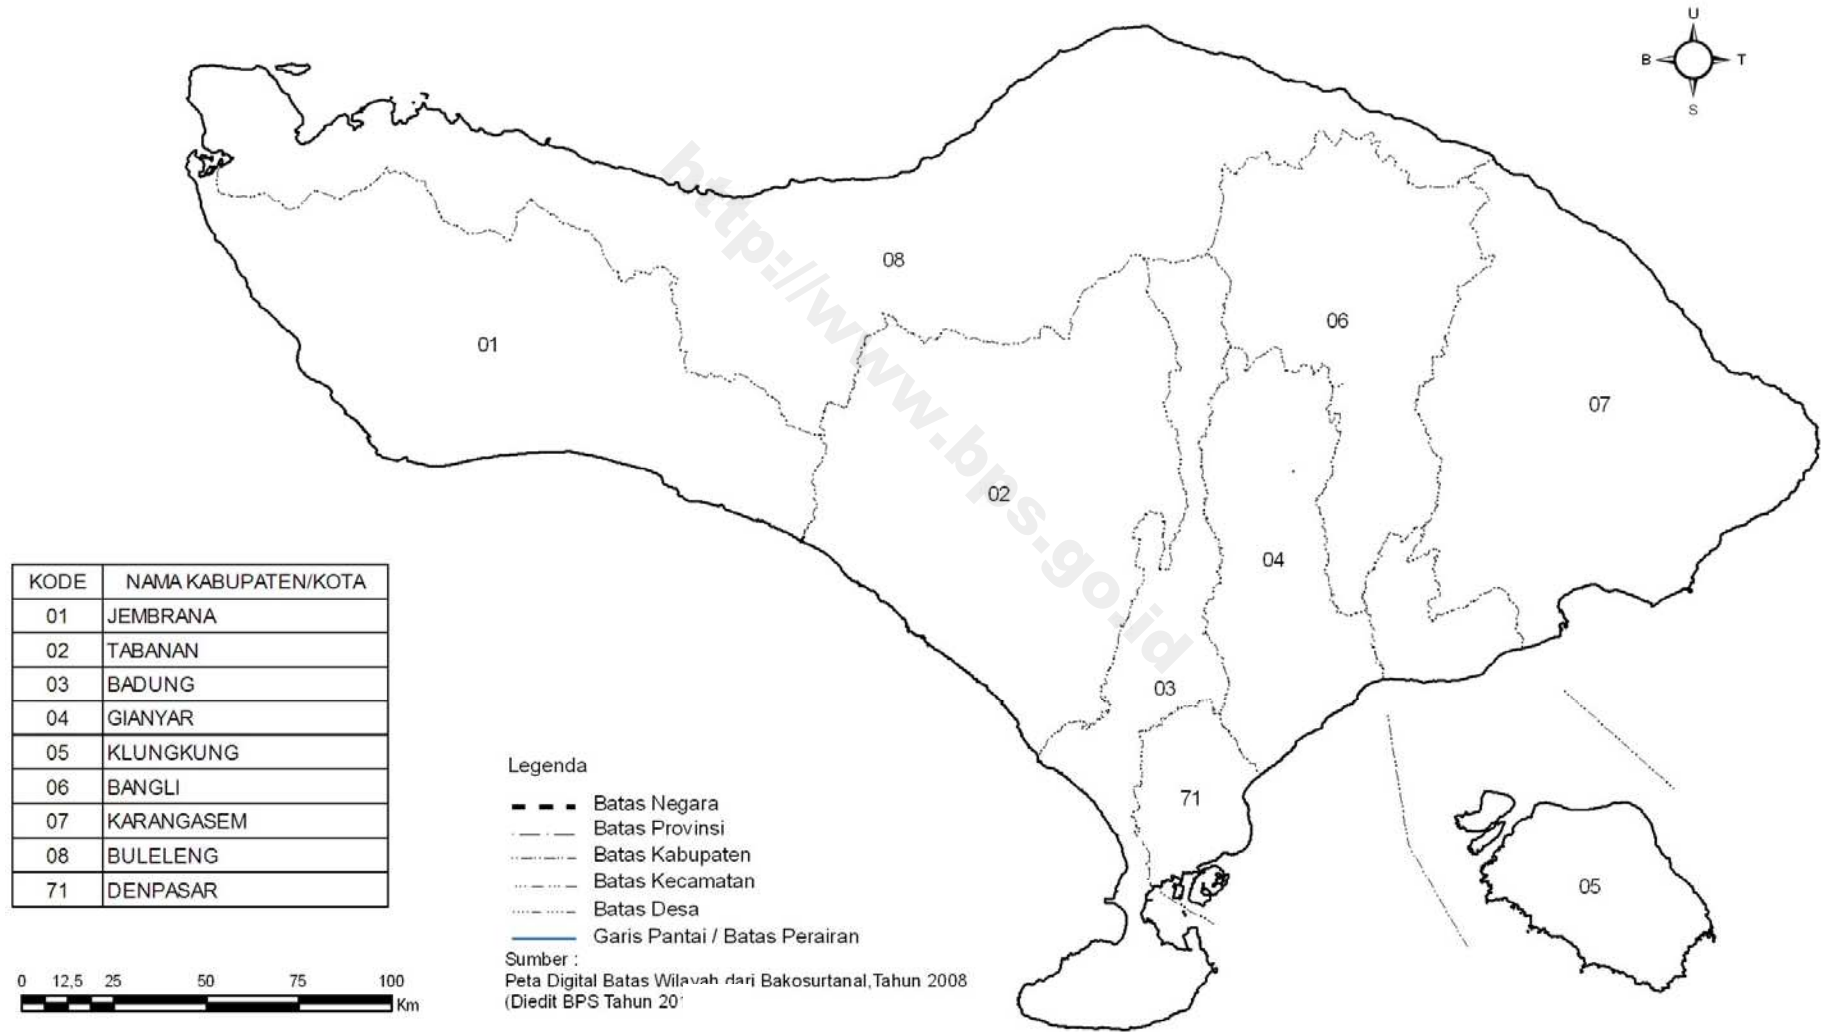 U
B T
S
08
01
06
07
02
04
03
71
05
http://www.bps.go.id
KODE NAMA KABUPATEN/KOTA
01 JEMBRANA
02 TABANAN
03 BADUNG
04 GIANYAR
05 KLUNGKUNG
06 BANGLI
07 KARANGASEM
08 BULELENG
71 DENPASAR
0 12,5 25 50 75 100
Km
Legenda
Batas Negara
Batas Provinsi
Batas Kabupaten
Batas Kecamatan
Batas Desa
Garis Pantai / Batas Perairan
Sumber :
Peta Digital Batas Wilayah dari Bakosurtanal,Tahun 2008
(Diedit BPS Tahun